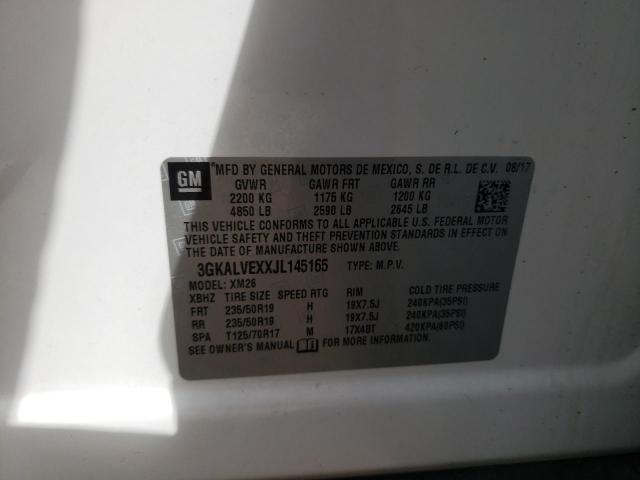 GM
*MFD BY GENERAL MOTORS DE MEXICO, S. DE R.L. DE C.V. 08/17
GVWR GAWR FRT GAWR RR
2200 KG 1175 KG 1200 KG
4850 LB 2590 LB 2645 LB
THIS VEHICLE CONFORMS TO ALL APPLICABLE U.S. FEDERAL MOTOR
VEHICLE SAFETY AND THEFT PREVENTION STANDARDS IN EFFECT ON
THE DATE OF MANUFACTURE SHOWN ABOVE.
3GKALVEXXJL145165 TYPE: M.P.V.
MODEL: XM26
XBHZ TIRE SIZE SPEED RTG RIM COLD TIRE PRESSURE
FRT 235/50R19 H 19X7.5J 240KPA(35PSI)
RR 235/50R19 H 19X7.5J 240KPA(35PSI)
SPA T125/70R17 M 17X4BT 420KPA(60PSI)
SEE OWNER'S MANUAL FOR MORE INFORMATION.